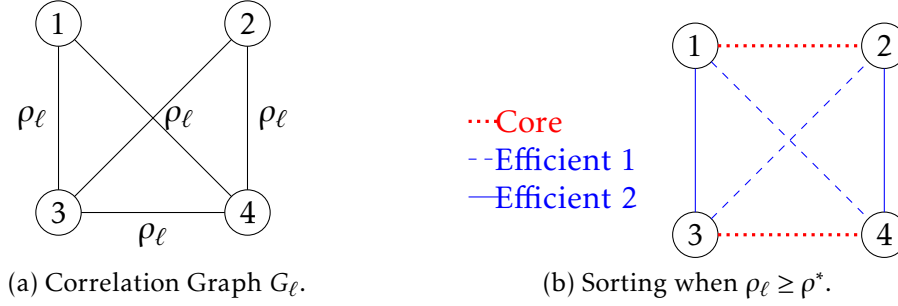 1
2
ρℓ
ρℓ
ρℓ
3
4
ρℓ
(a) Correlation Graph Gℓ.
1
2
Core
Efficient 1
Efficient 2
3
4
(b) Sorting when ρℓ ≥ ρ*.